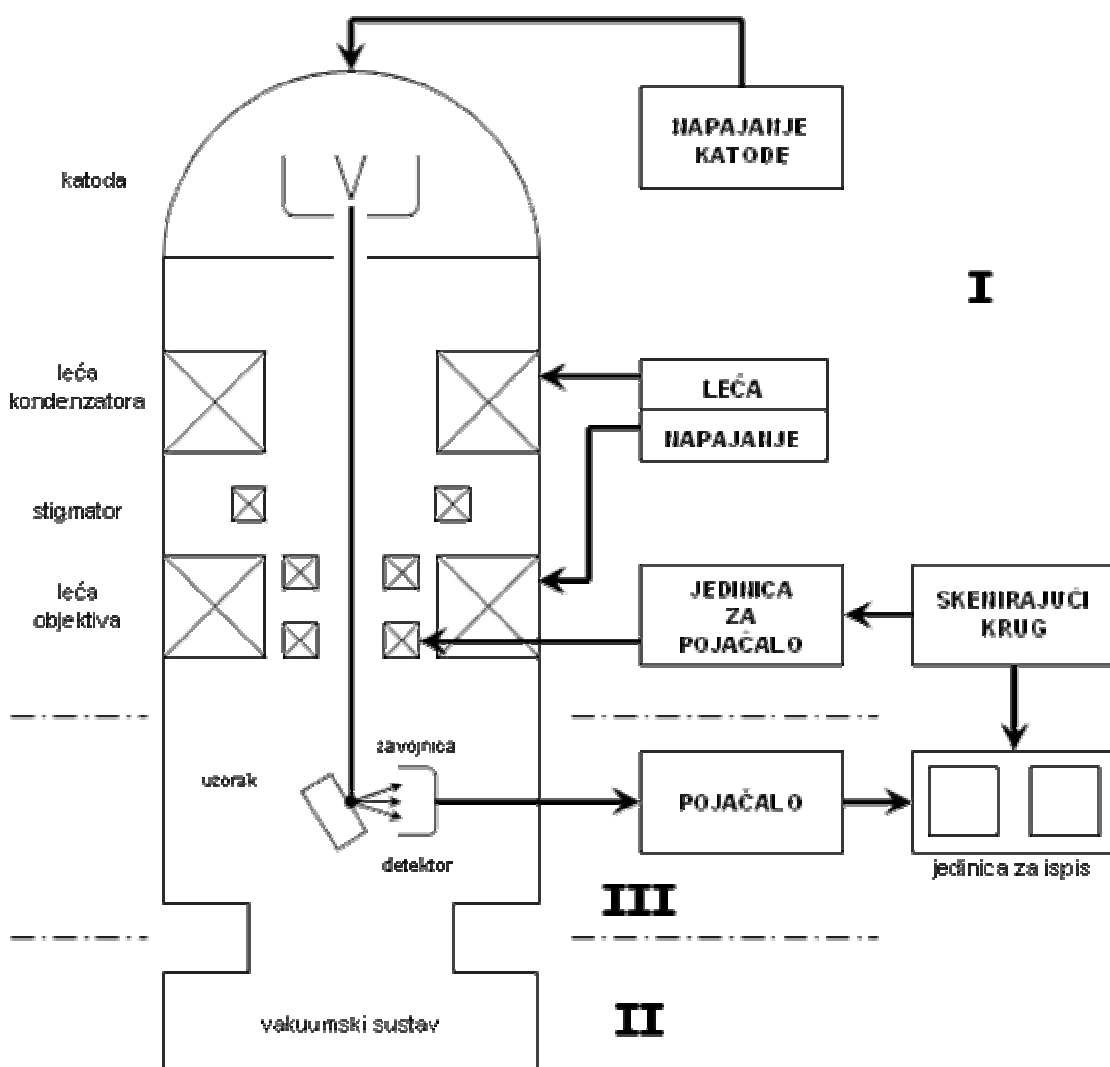 NAPAJANJE
KATODE
katoda
I
leća
kondenzatora
LEĆA
NAPAJANJE
stigmator
leća
objektiva
JEDINICA
ZA
POJAČALO
SKENIRAJUĆI
KRUG
zavojnica
uzorak
POJAČALO
detektor
jedinica za ispis
III
vakuumski sustav
II